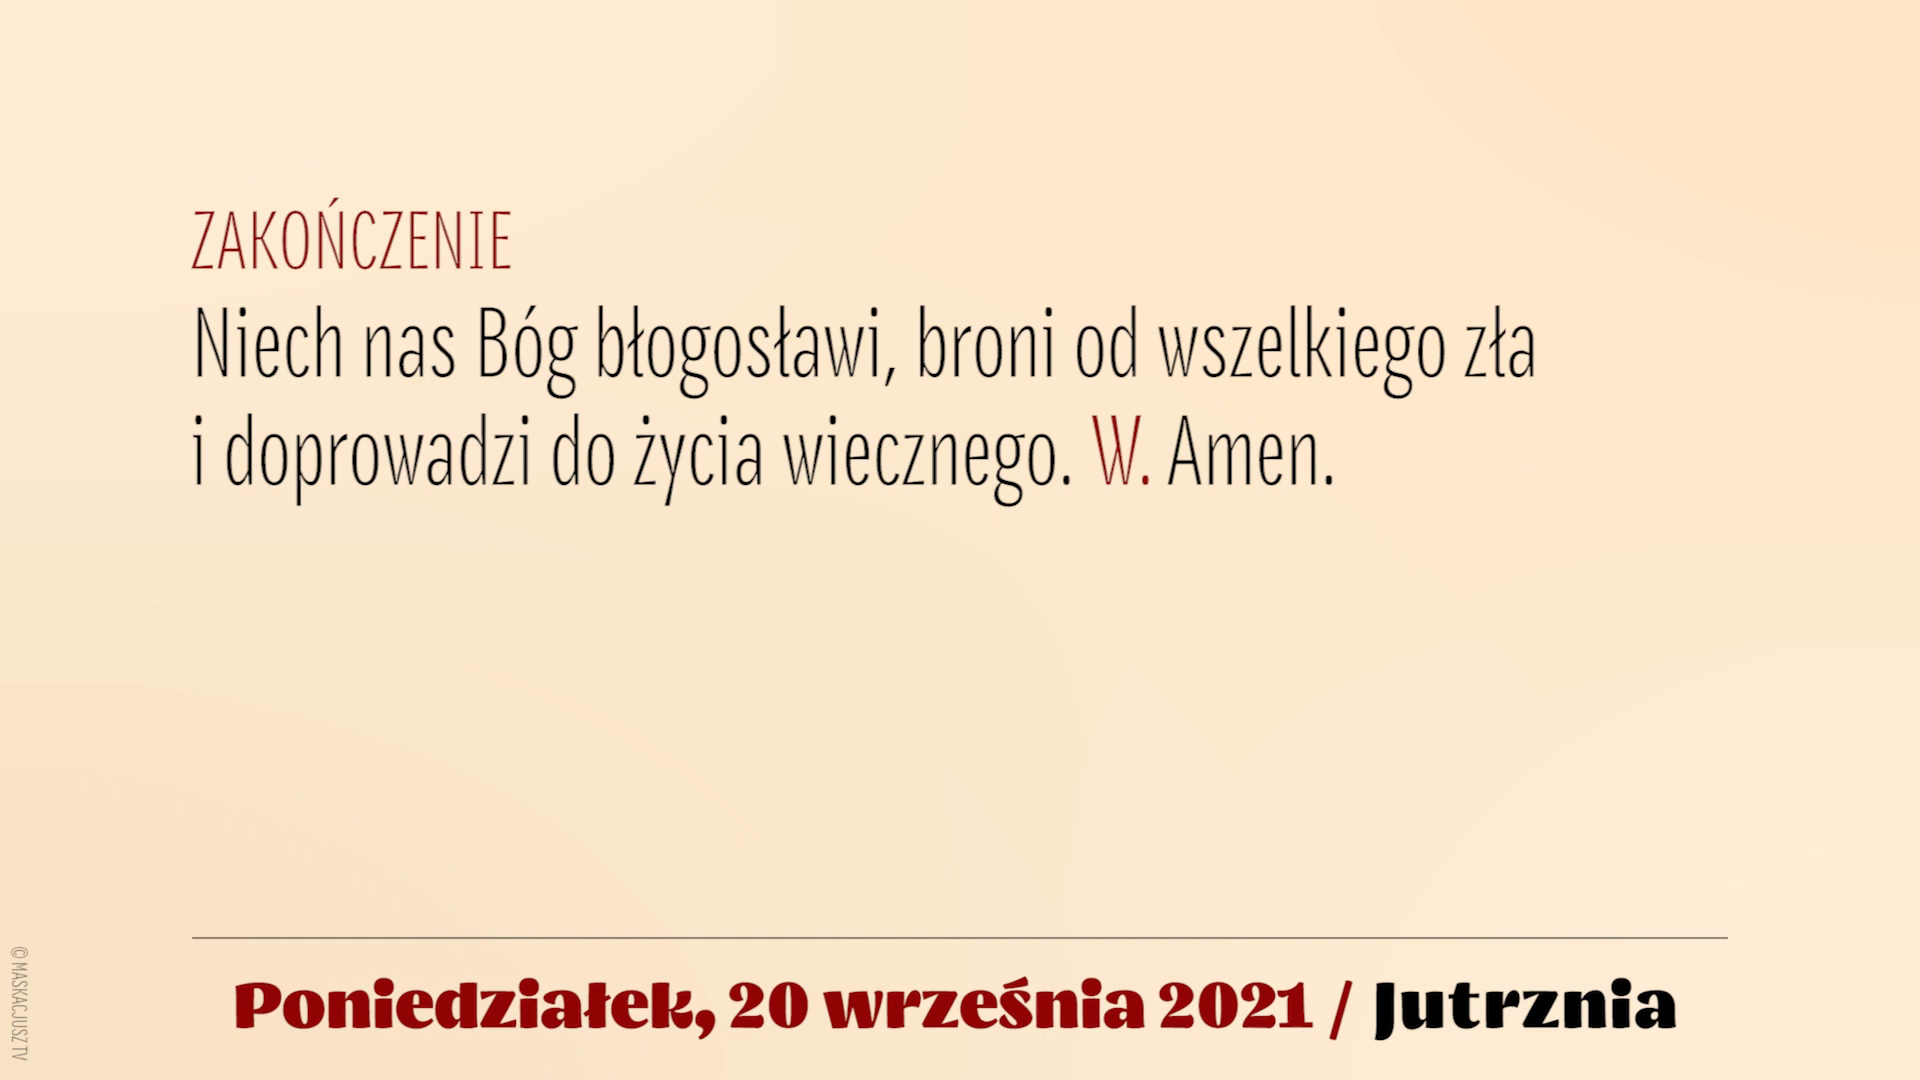 ZAKOŃCZENIE
Niech nas Bóg błogosławi, broni od wszelkiego zła
i doprowadzi do życia wiecznego. W. Amen.
Poniedziałek, 20 września 2021 / Jutrznia
© MASKACJUSZ TV